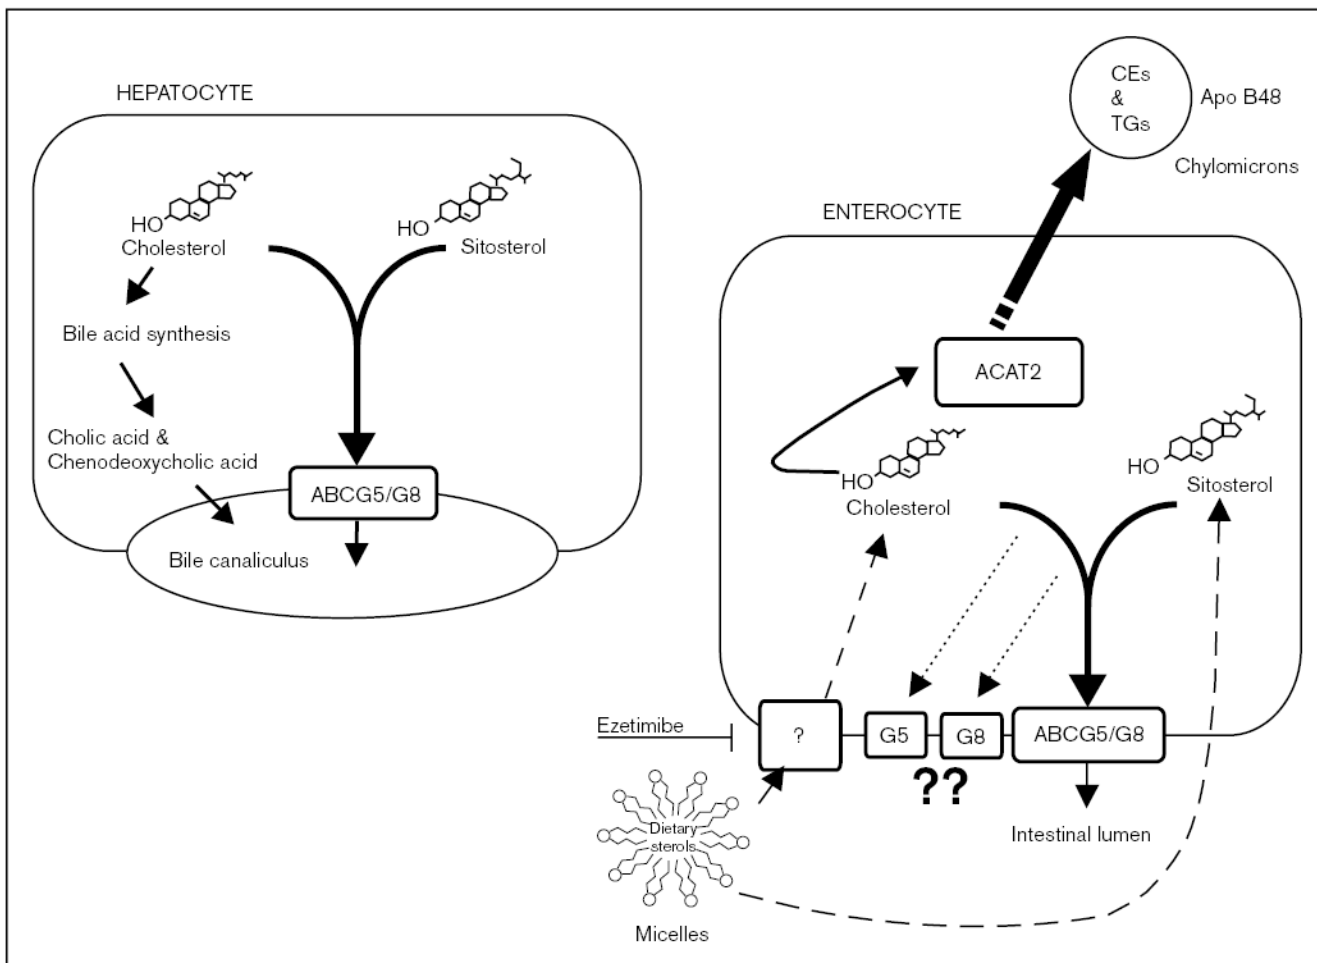 HEPATOCYTE
HO
Cholesterol
HO
Sitosterol
Bile acid synthesis
Cholic acid &
Chenodeoxycholic acid
ABCG5/G8
Bile canaliculus
CEs
&
TGs
Apo B48
Chylomicrons
ENTEROCYTE
ACAT2
HO
Cholesterol
HO
Sitosterol
Ezetimibe
?
G5
G8
ABCG5/G8
??
Intestinal lumen
Dietary
sterols
Micelles